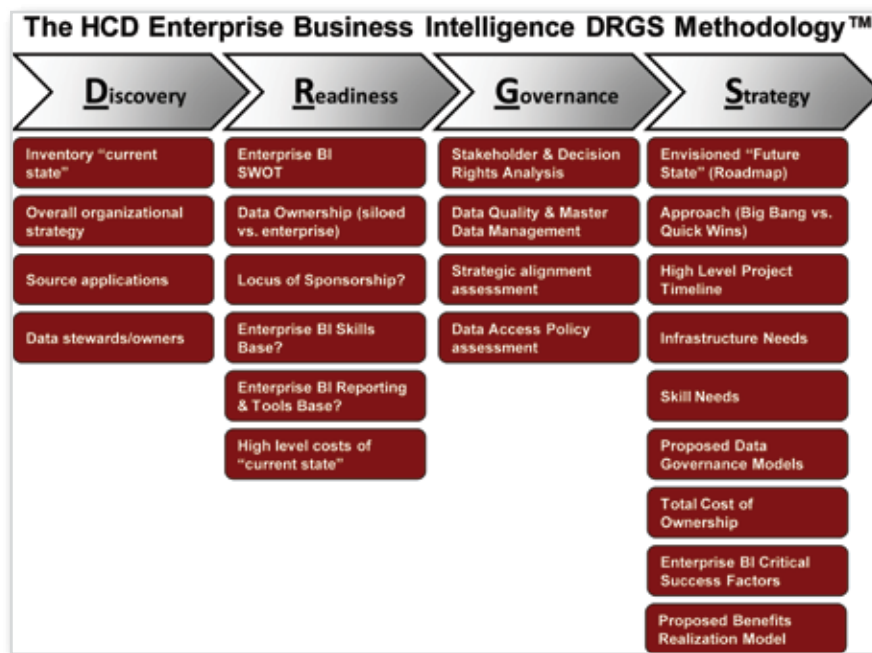 The HCD Enterprise Business Intelligence DRGS Methodology™
Discovery
Readiness
Governance
Strategy
Inventory “current
state”
Overall organizational
strategy
Source applications
Data stewards/owners
Enterprise BI
SWOT
Data Ownership (siloed
vs. enterprise)
Locus of Sponsorship?
Enterprise BI Skills
Base?
Enterprise BI Reporting
& Tools Base?
High level costs of
“current state”
Stakeholder & Decision
Rights Analysis
Data Quality & Master
Data Management
Strategic alignment
assessment
Data Access Policy
assessment
Envisioned “Future
State” (Roadmap)
Approach (Big Bang vs.
Quick Wins)
High Level Project
Timeline
Infrastructure Needs
Skill Needs
Proposed Data
Governance Models
Total Cost of
Ownership
Enterprise BI Critical
Success Factors
Proposed Benefits
Realization Model